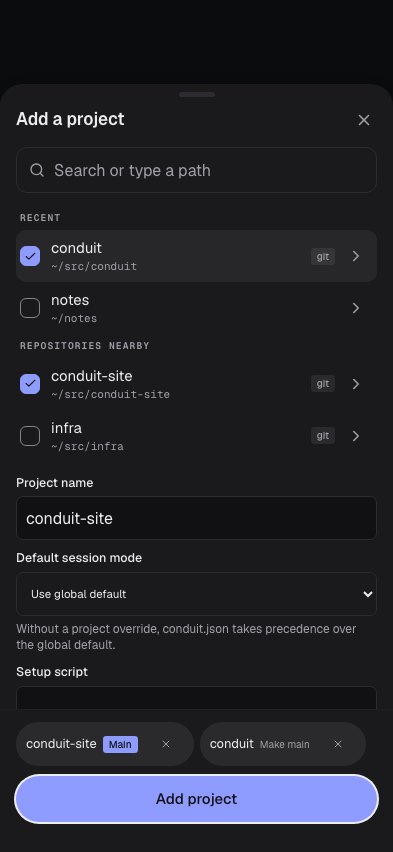 Add a project
Search or type a path
RECENT
conduit
~/src/conduit
git
notes
~/notes
REPOSITORIES NEARBY
conduit-site
~/src/conduit-site
git
infra
~/src/infra
git
Project name
conduit-site
Default session mode
Use global default
Without a project override, conduit.json takes precedence over
the global default.
Setup script
conduit-site Main
conduit Make main
Add project